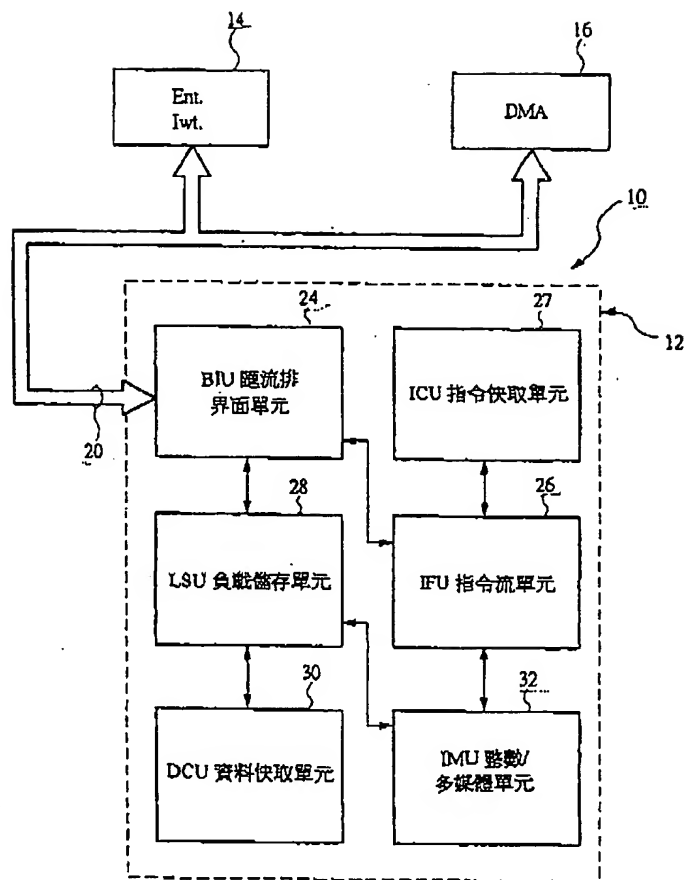 14
16
Ent.
Iwt.
DMA
10
24
27
12
BIU 匯流排
界面單元
ICU 指令快取單元
20
28
26
LSU 負載儲存單元
IFU 指令流單元
30
32
DCU 資料快取單元
IMU 整數/
多媒體單元